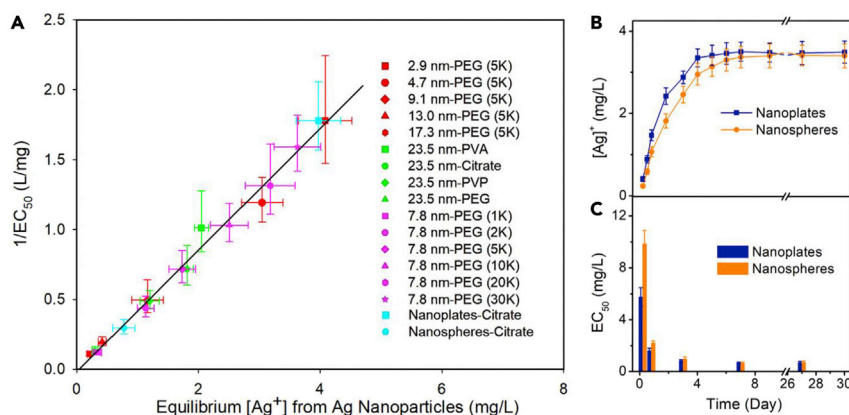 A
1/EC50 (L/mg)
2.5
2.0
1.5
1.0
0.5
0.0
0
2
4
6
8
Equilibrium [Ag+] from Ag Nanoparticles (mg/L)
2.9 nm-PEG (5K)
4.7 nm-PEG (5K)
9.1 nm-PEG (5K)
13.0 nm-PEG (5K)
17.3 nm-PEG (5K)
23.5 nm-PVA
23.5 nm-Citrate
23.5 nm-PVP
23.5 nm-PEG
7.8 nm-PEG (1K)
7.8 nm-PEG (2K)
7.8 nm-PEG (5K)
7.8 nm-PEG (10K)
7.8 nm-PEG (20K)
7.8 nm-PEG (30K)
Nanoplates-Citrate
Nanospheres-Citrate
B
[Ag]+ (mg/L)
6
4
2
0
Nanoplates
Nanospheres
C
EC50 (mg/L)
12
9
6
3
0
Nanoplates
Nanospheres
0
4
8
26
28
30
Time (Day)